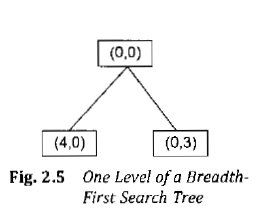 (0,0)
(4,0) (0,3)
Fig. 2.5 One Level of a Breadth-
First Search Tree